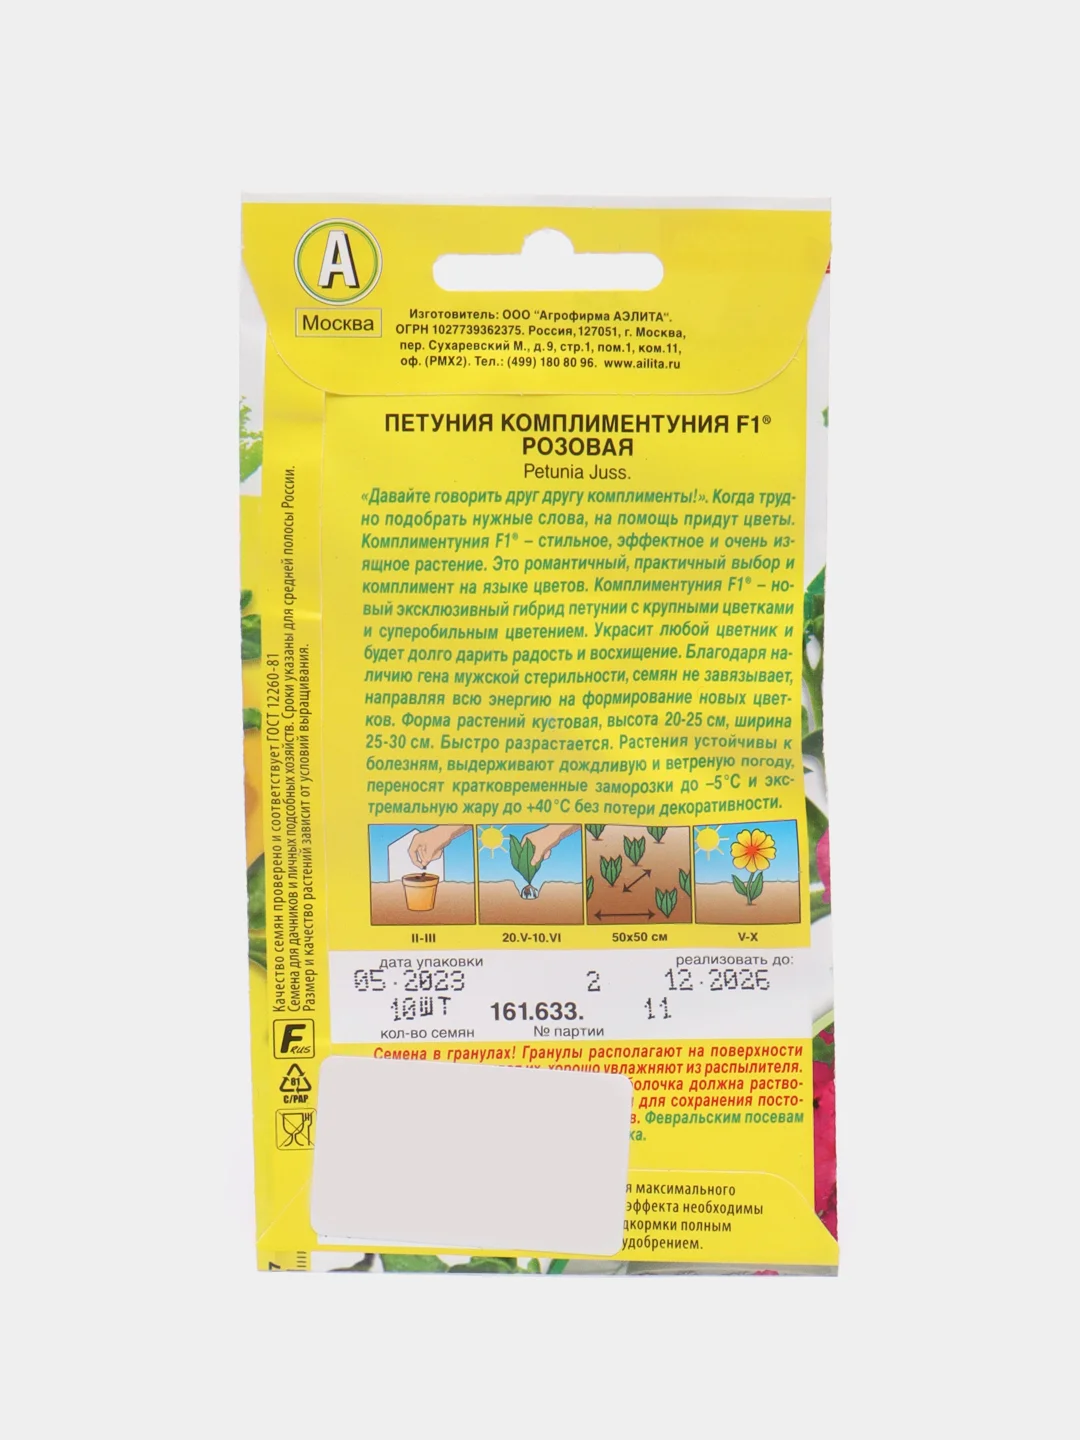 А
Москва
Изготовитель: ООО "Агрофирма АЭЛИТА".
ОГРН 1027739362375. Россия,127051, г. Москва,
пер. Сухаревский М., д.9, стр.1, пом.1, ком.11,
оф. (РМХ2). Тел.: (499) 180 80 96. www.ailita.ru
ПЕТУНИЯ КОМПЛИМЕНТУНИЯ F1®
РОЗОВАЯ
Petunia Juss.
«Давайте говорить друг другу комплименты!». Когда труд-
но подобрать нужные слова, на помощь придут цветы.
Комплиментуния F1® – стильное, эффектное и очень из-
ящное растение. Это романтичный, практичный выбор и
комплимент на языке цветов. Комплиментуния F1® – но-
вый эксклюзивный гибрид петунии с крупными цветками
и суперобильным цветением. Украсит любой цветник и
будет долго дарить радость и восхищение. Благодаря на-
личию гена мужской стерильности, семян не завязывает,
направляя всю энергию на формирование новых цвет-
ков. Форма растений кустовая, высота 20-25 см, ширина
25-30 см. Быстро разрастается. Растения устойчивы к
болезням, выдерживают дождливую и ветреную погоду,
переносят кратковременные заморозки до –5°С и экс-
тремальную жару до +40°С без потери декоративности.
II-III 20.V-10.VI 50x50 см V-X
дата упаковки реализовать до:
05.2023 2 12.2026
10шт 161.633. 11
кол-во семян № партии
Семена в гранулах! Гранулы располагают на поверхности
их, хорошо увлажняют из распылителя.
болочка должна раство-
для сохранения посто-
в. Февральским посевам
ка.
я максимального
эффекта необходимы
дкормки полным
удобрением.
Качество семян проверено и соответствует ГОСТ 12260-81
Семена для дачников и личных подсобных хозяйств. Сроки указаны для средней полосы России.
Размер и качество растений зависит от условий выращивания.
F RUS
81
C/PAP
7